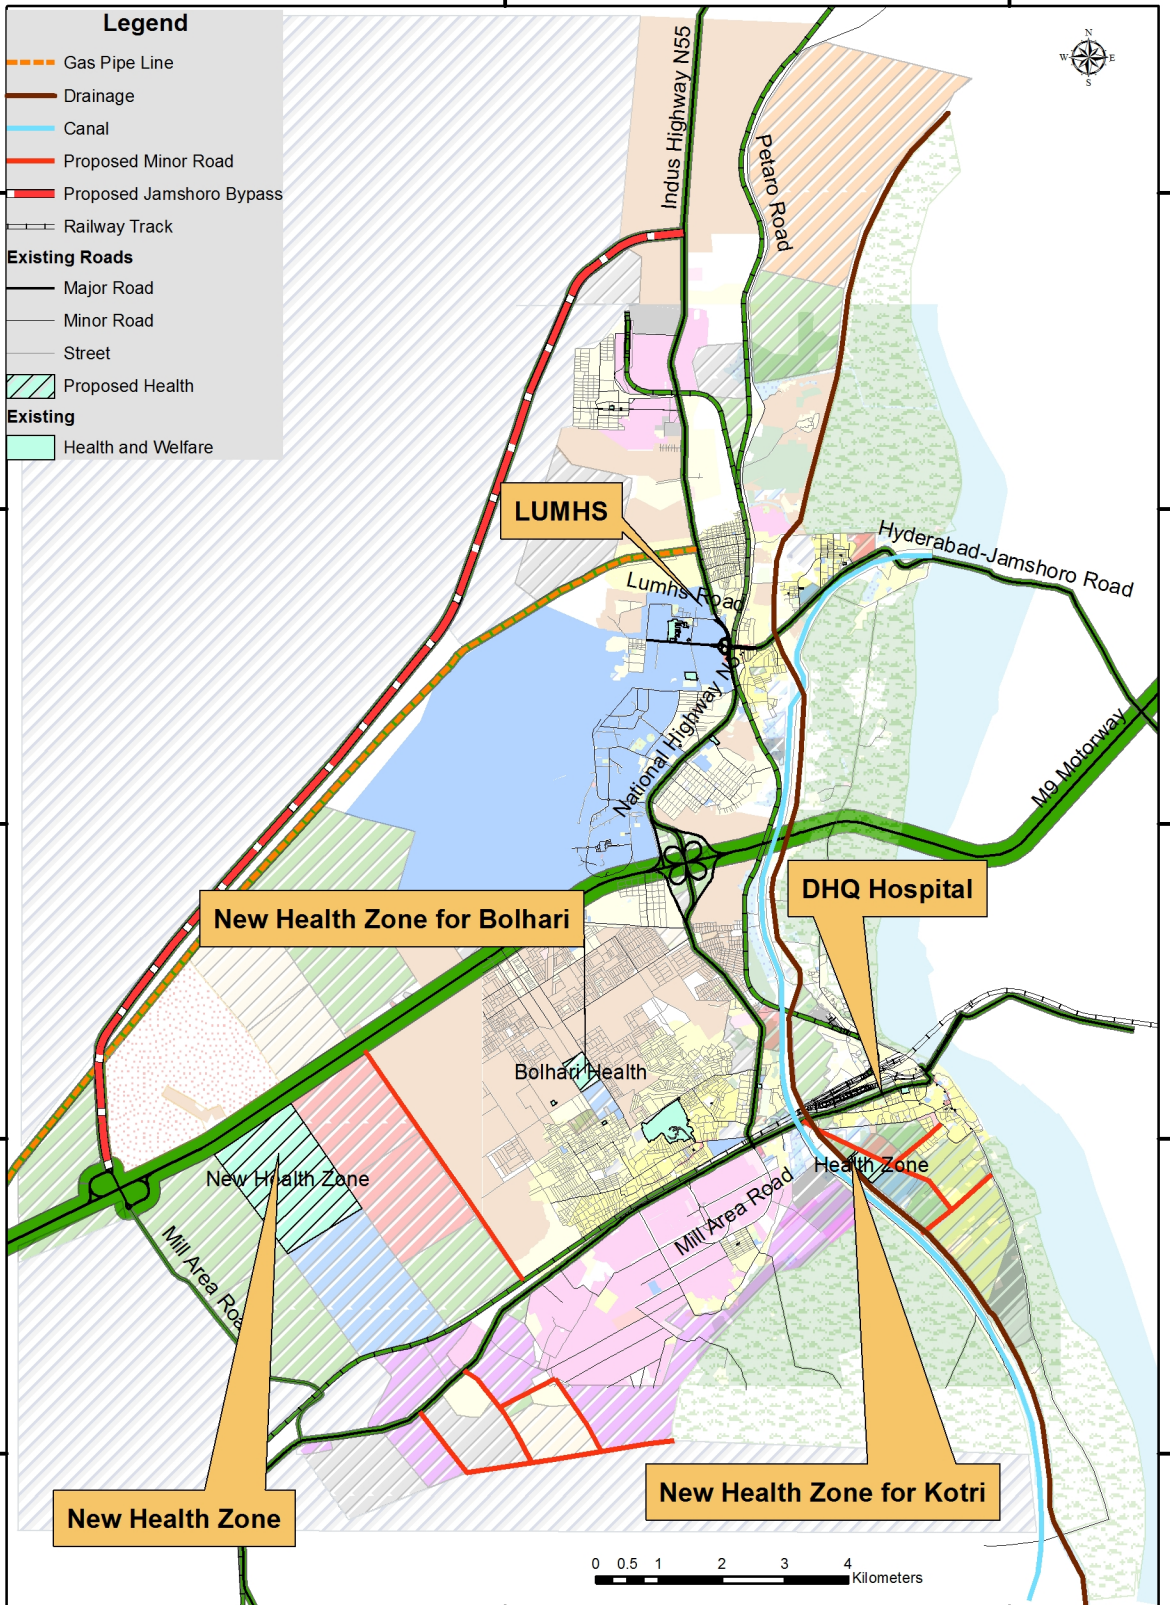 Legend
Gas Pipe Line
Drainage
Canal
Proposed Minor Road
Proposed Jamshoro Bypass
Railway Track
Existing Roads
Major Road
Minor Road
Street
Proposed Health
Existing
Health and Welfare
N
W
E
S
Indus Highway N55
Petaro Road
LUMHS
Hyderabad-Jamshoro Road
Lumhs Road
National Highway No
M9 Motorway
DHQ Hospital
New Health Zone for Bolhari
Bolhari Health
New Health Zone
Health Zone
Mill Area Road
Mill Area Roa
New Health Zone for Kotri
New Health Zone
0 0.5 1 2 3 4
Kilometers